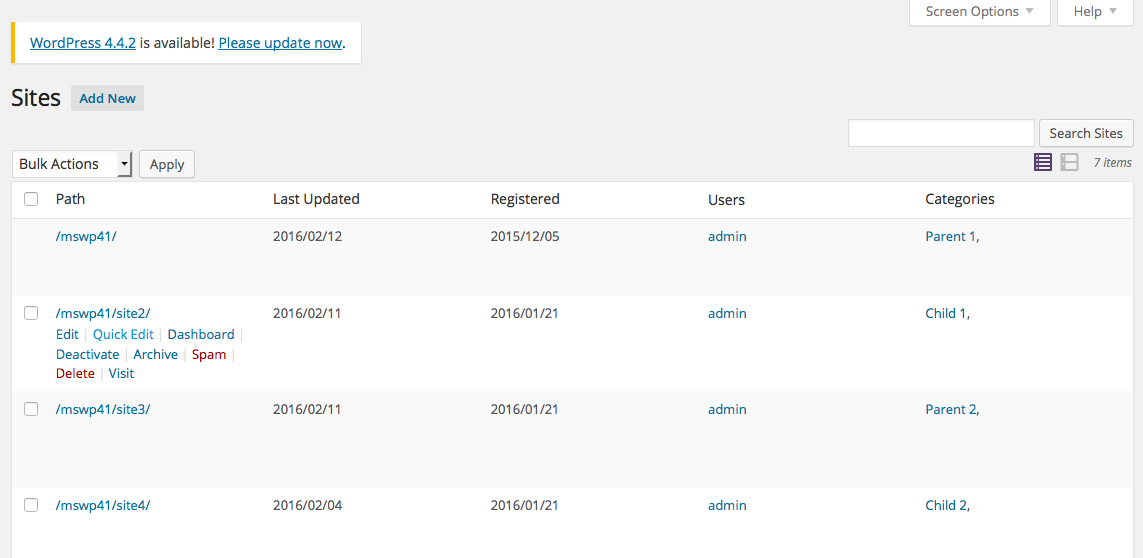 Screen Options Help
WordPress 4.4.2 is available! Please update now.
Sites Add New
Search Sites
Bulk Actions Apply 7 items
Path Last Updated Registered Users Categories
/mswp41/ 2016/02/12 2015/12/05 admin Parent 1,
/mswp41/site2/ 2016/02/11 2016/01/21 admin Child 1,
Edit | Quick Edit | Dashboard |
Deactivate | Archive | Spam |
Delete | Visit
/mswp41/site3/ 2016/02/11 2016/01/21 admin Parent 2,
/mswp41/site4/ 2016/02/04 2016/01/21 admin Child 2,